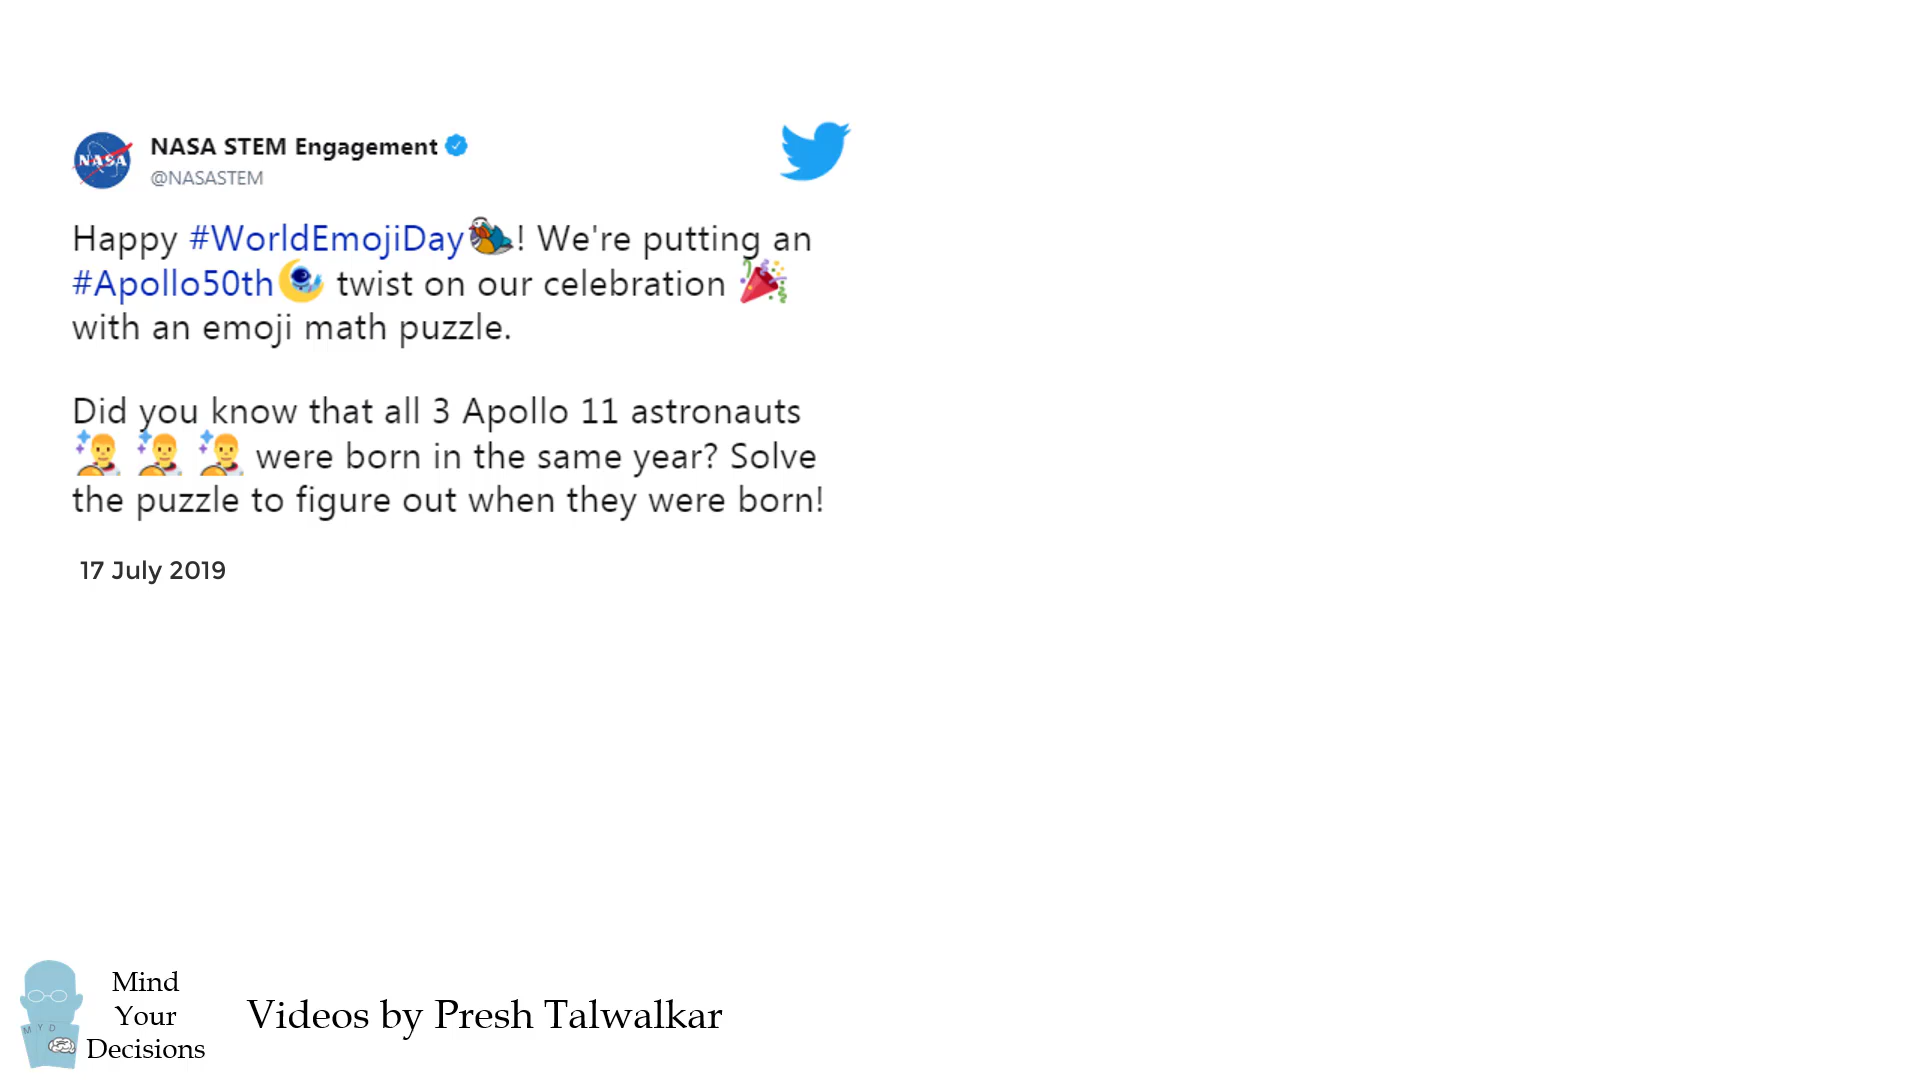 NASA
NASA STEM Engagement
@NASASTEM
Happy #WorldEmojiDay! We're putting an
#Apollo50th twist on our celebration
with an emoji math puzzle.
Did you know that all 3 Apollo 11 astronauts
were born in the same year? Solve
the puzzle to figure out when they were born!
17 July 2019
M Y D
Mind
Your
Decisions
Videos by Presh Talwalkar